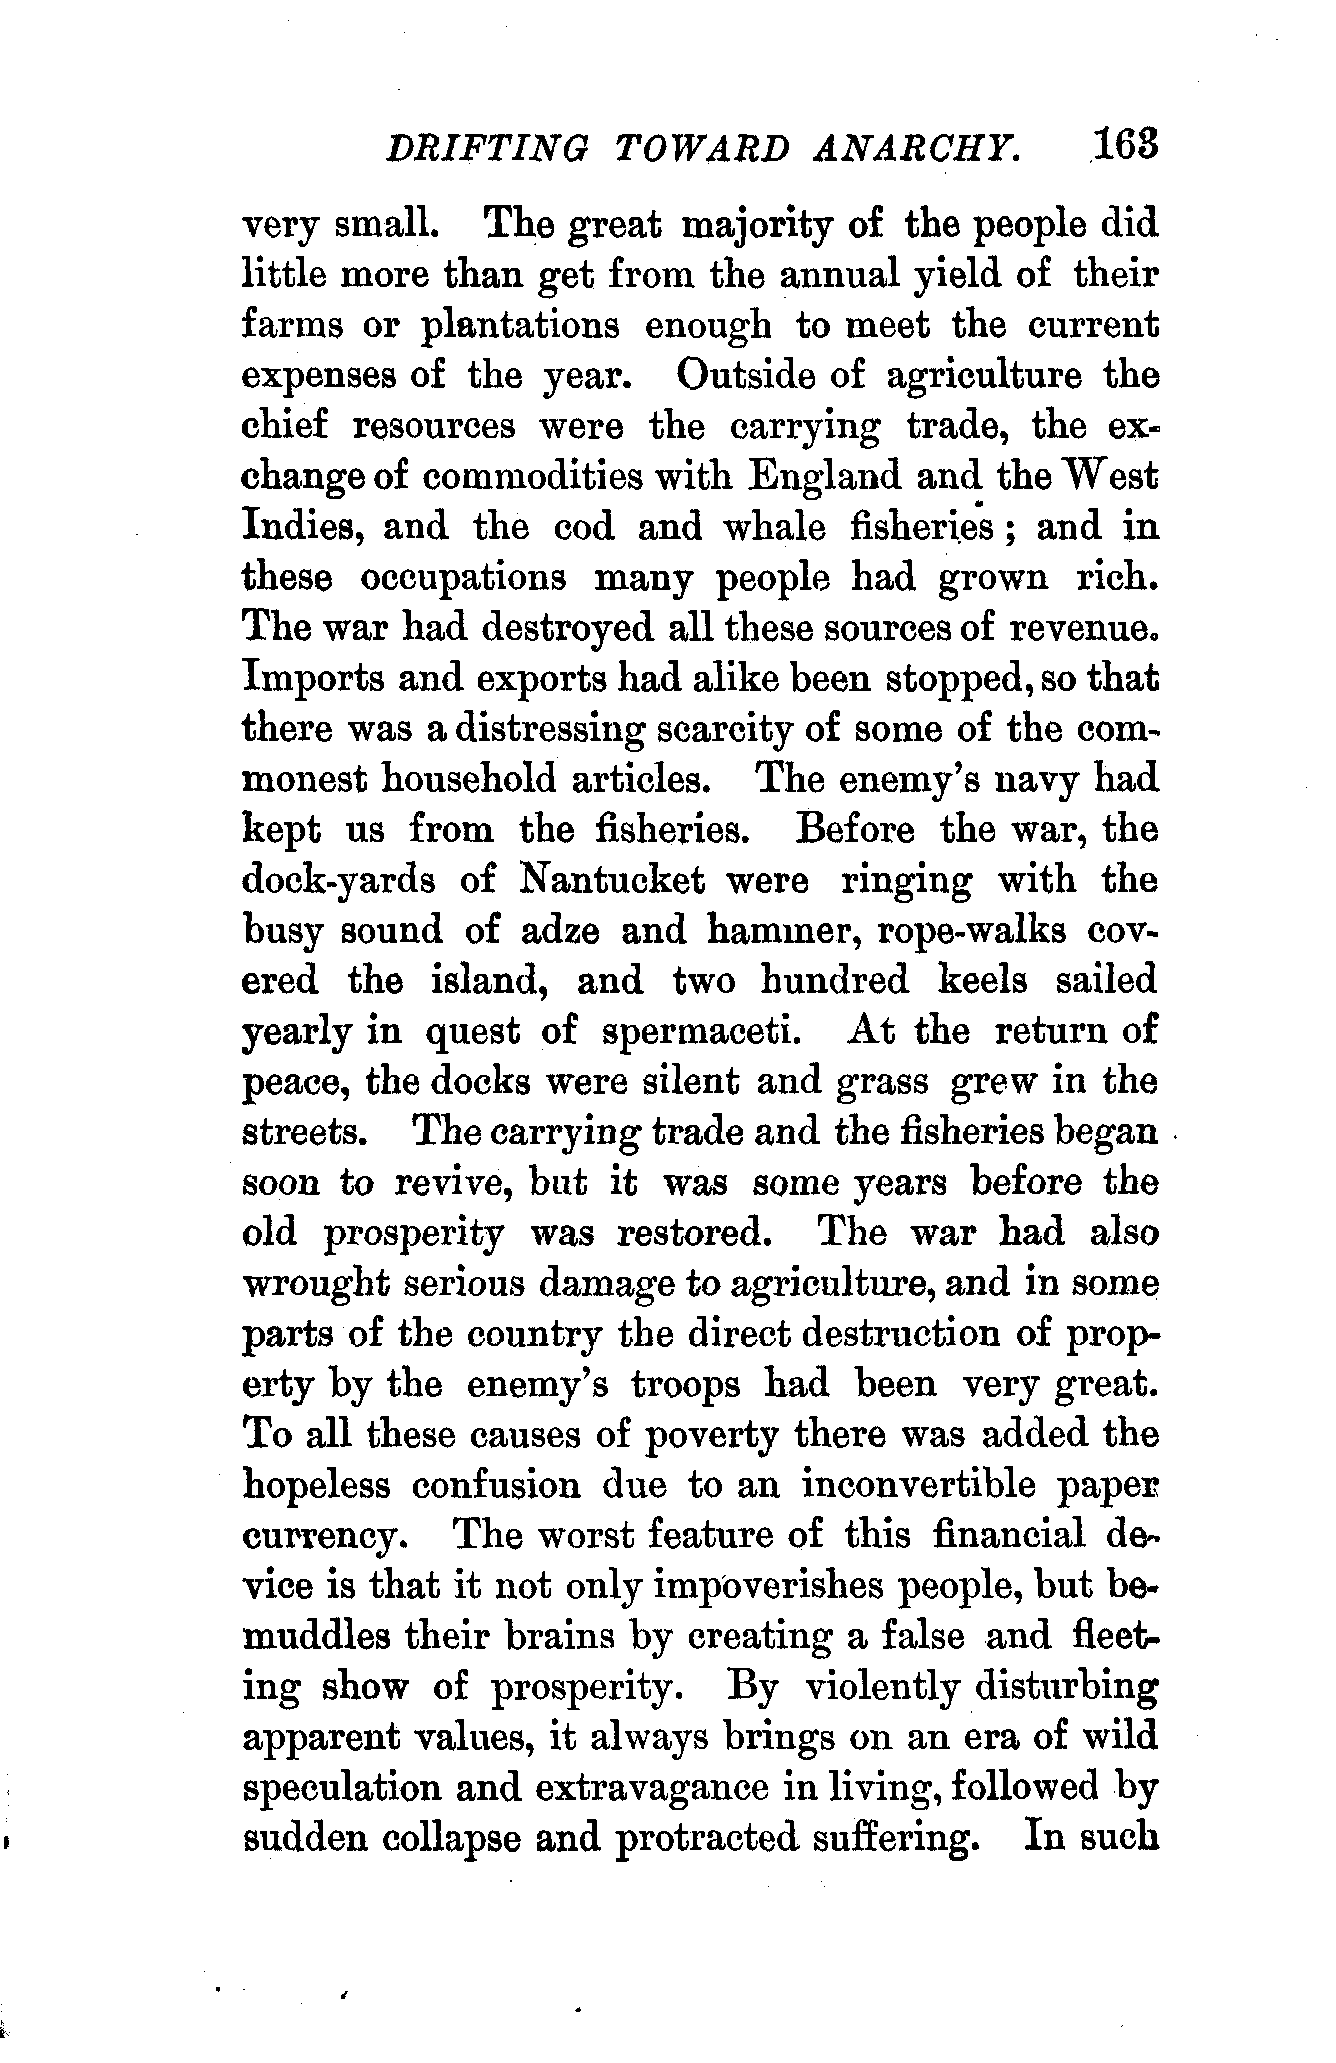 DRIFTING TOWARD ANARCHY. 163
very small. The great majority of the people did
little more than get from the annual yield of their
farms or plantations enough to meet the current
expenses of the year. Outside of agriculture the
chief resources were the carrying trade, the ex-
change of commodities with England and the West
Indies, and the cod and whale fisheries; and in
these occupations many people had grown rich.
The war had destroyed all these sources of revenue.
Imports and exports had alike been stopped, so that
there was a distressing scarcity of some of the com-
monest household articles. The enemy's navy had
kept us from the fisheries. Before the war, the
dock-yards of Nantucket were ringing with the
busy sound of adze and hammer, rope-walks cov-
ered the island, and two hundred keels sailed
yearly in quest of spermaceti. At the return of
peace, the docks were silent and grass grew in the
streets. The carrying trade and the fisheries began
soon to revive, but it was some years before the
old prosperity was restored. The war had also
wrought serious damage to agriculture, and in some
parts of the country the direct destruction of prop-
erty by the enemy's troops had been very great.
To all these causes of poverty there was added the
hopeless confusion due to an inconvertible paper
currency. The worst feature of this financial de-
vice is that it not only impoverishes people, but be-
muddles their brains by creating a false and fleet-
ing show of prosperity. By violently disturbing
apparent values, it always brings on an era of wild
speculation and extravagance in living, followed by
sudden collapse and protracted suffering. In such